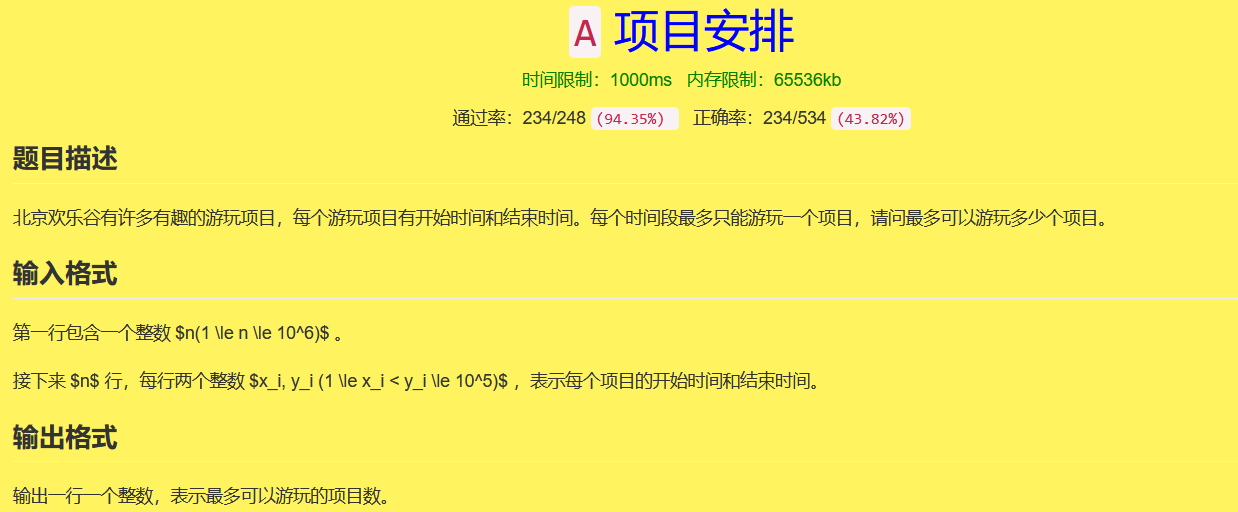 A 项目安排
时间限制：1000ms 内存限制：65536kb
通过率：234/248 (94.35%) 正确率：234/534 (43.82%)
题目描述
北京欢乐谷有许多有趣的游玩项目，每个游玩项目有开始时间和结束时间。每个时间段最多只能游玩一个项目，请问最多可以游玩多少个项目。
输入格式
第一行包含一个整数 $n(1 \le n \le 10^6)$ 。
接下来 $n$ 行，每行两个整数 $x_i, y_i (1 \le x_i < y_i \le 10^5)$ ，表示每个项目的开始时间和结束时间。
输出格式
输出一行一个整数，表示最多可以游玩的项目数。